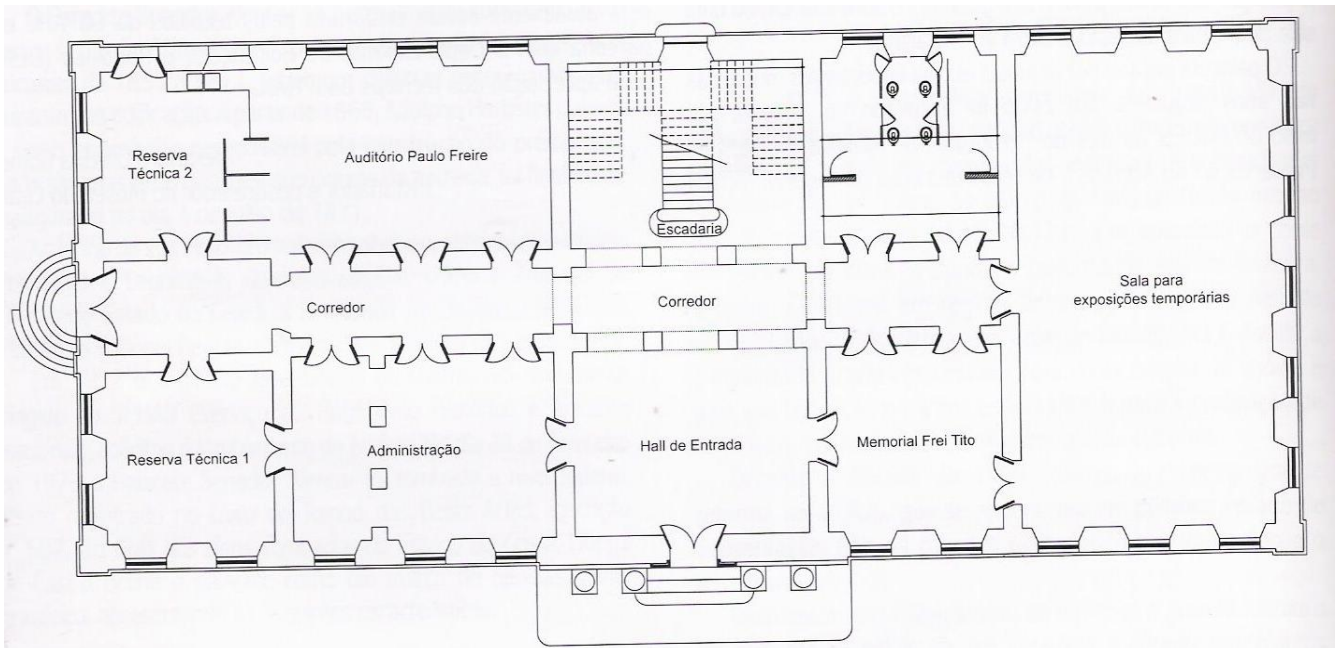 Reserva
Técnica 2
Auditório Paulo Freire
Escadaria
Corredor
Corredor
Sala para
exposições temporárias
Reserva Técnica 1
Administração
Hall de Entrada
Memorial Frei Tito